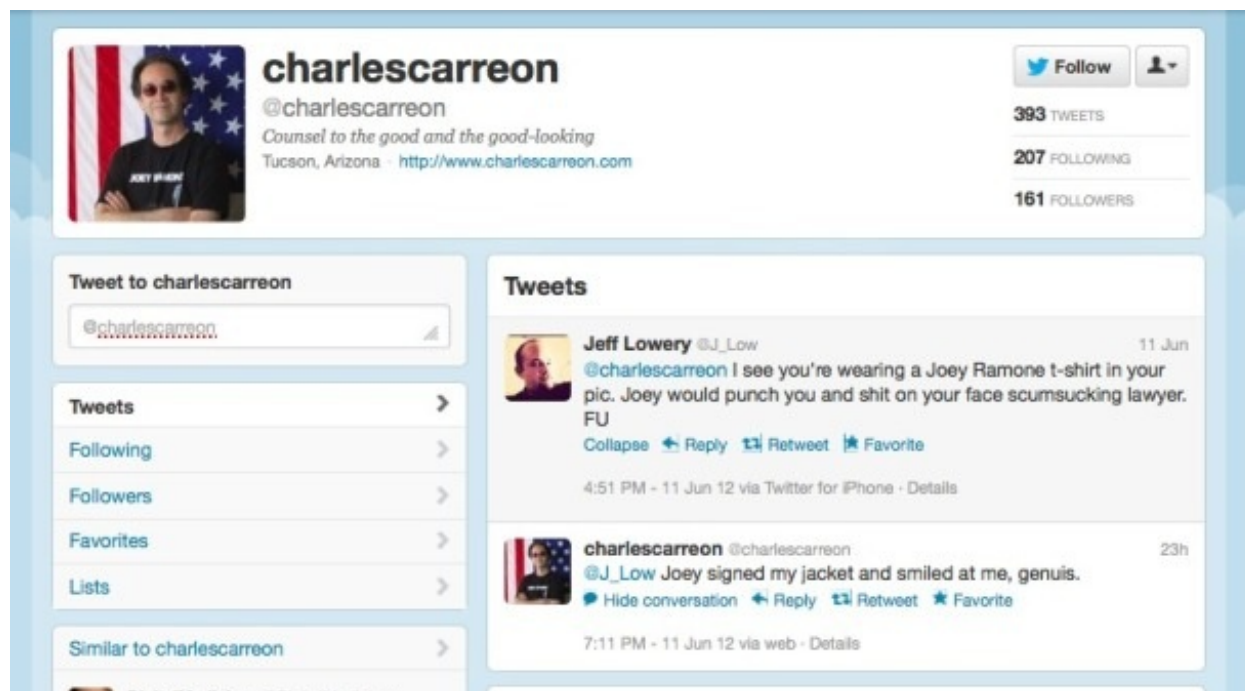 charlescarreon
@charlescarreon
Counsel to the good and the good-looking
Tucson, Arizona · http://www.charlescarreon.com
Follow
393 TWEETS
207 FOLLOWING
161 FOLLOWERS
Tweet to charlescarreon
@charlescarreon
Tweets
Following
Followers
Favorites
Lists
Similar to charlescarreon
Tweets
Jeff Lowery @J_Low 11 Jun
@charlescarreon I see you're wearing a Joey Ramone t-shirt in your
pic. Joey would punch you and shit on your face scumsucking lawyer.
FU
Collapse Reply Retweet Favorite
4:51 PM - 11 Jun 12 via Twitter for iPhone · Details
charlescarreon @charlescarreon 23h
@J_Low Joey signed my jacket and smiled at me, genuis.
Hide conversation Reply Retweet Favorite
7:11 PM - 11 Jun 12 via web · Details